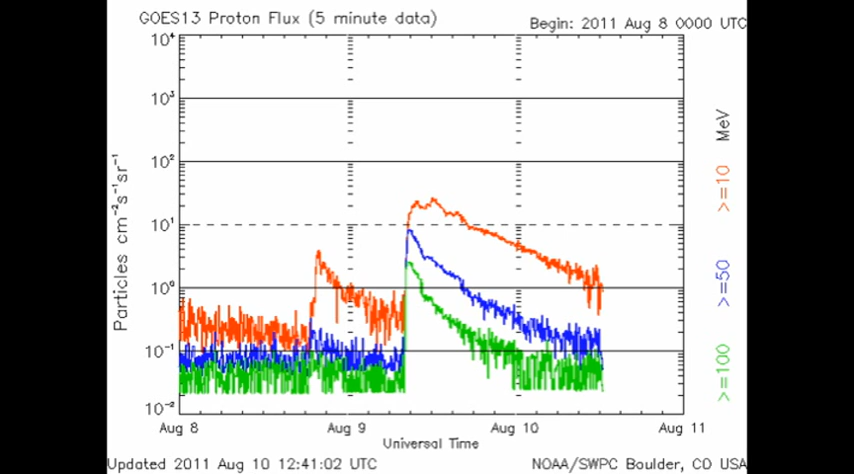 GOES13 Proton Flux (5 minute data)
Begin: 2011 Aug 8 0000 UTC
10⁴
10³
10²
10¹
10⁰
10⁻¹
10⁻²
Particles cm⁻²s⁻¹sr⁻¹
MeV
>=10
>=50
>=100
Aug 8
Aug 9
Aug 10
Aug 11
Universal Time
Updated 2011 Aug 10 12:41:02 UTC
NOAA/SWPC Boulder, CO USA